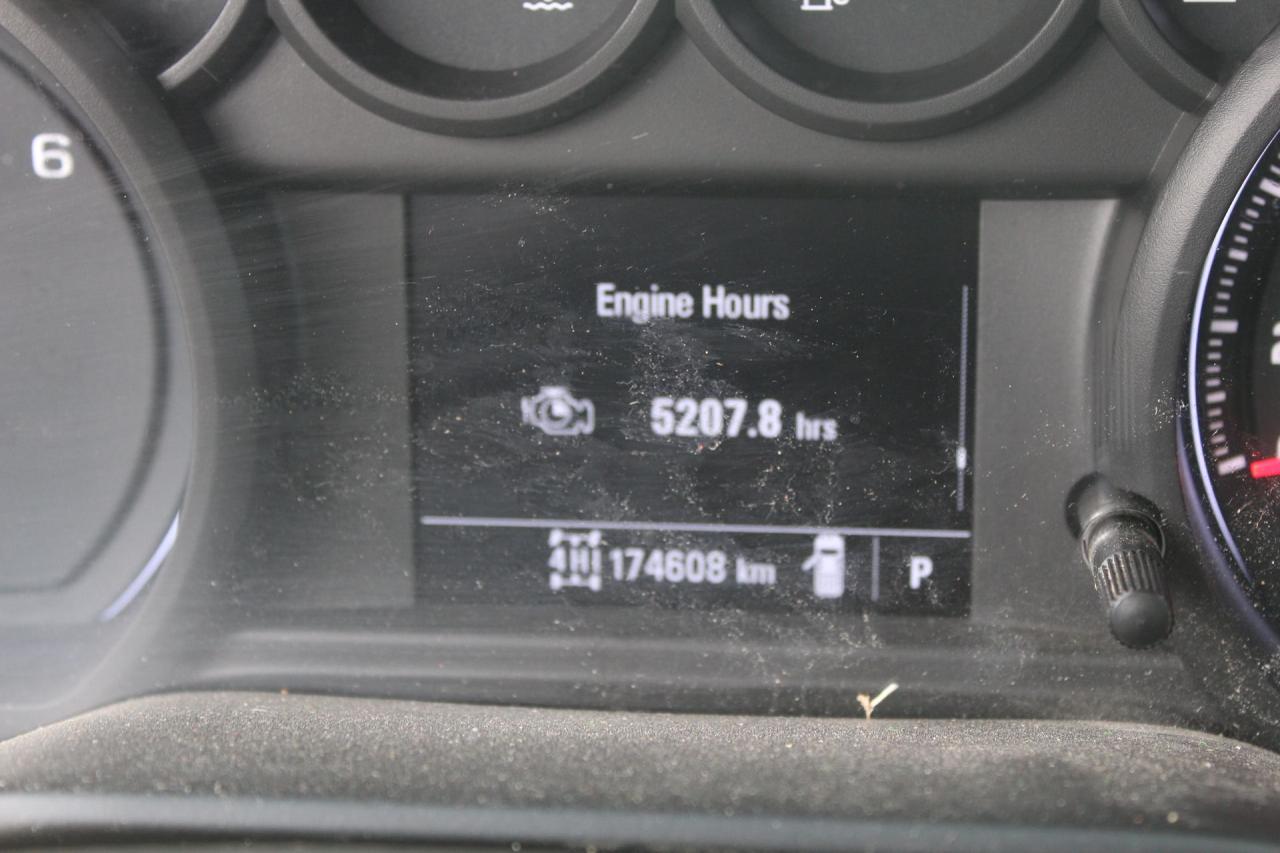 6
Engine Hours
5207.8 hrs
4HI 174608 km
P